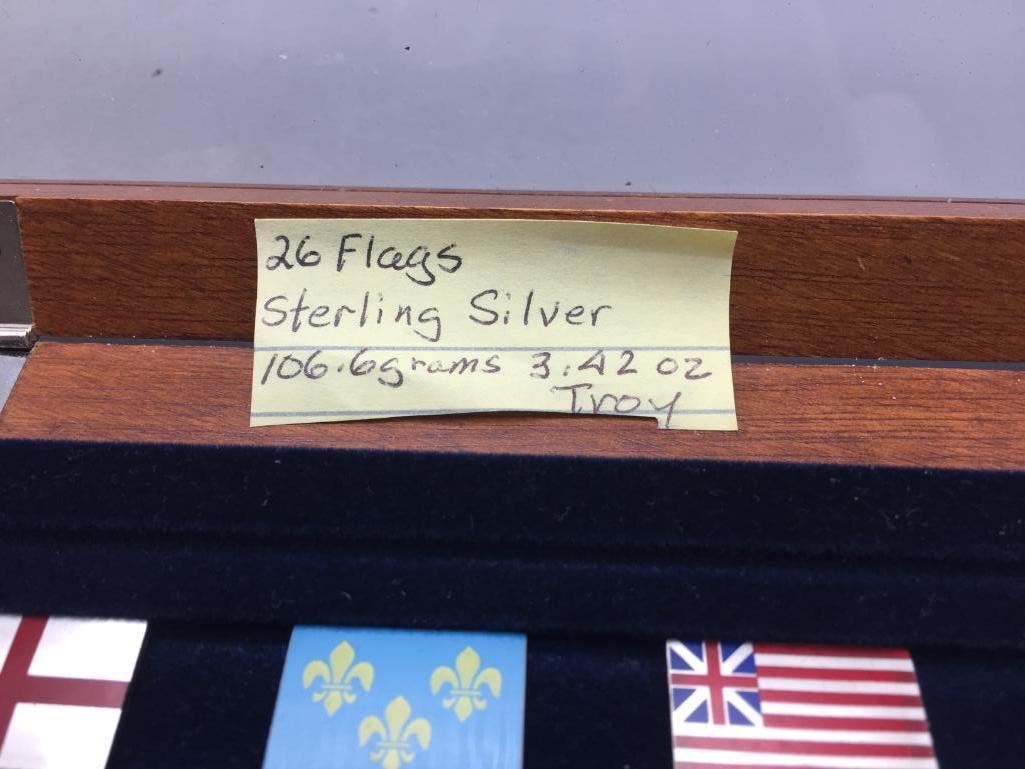 26 Flags
Sterling Silver
106.6grams 3.42 oz
Troy